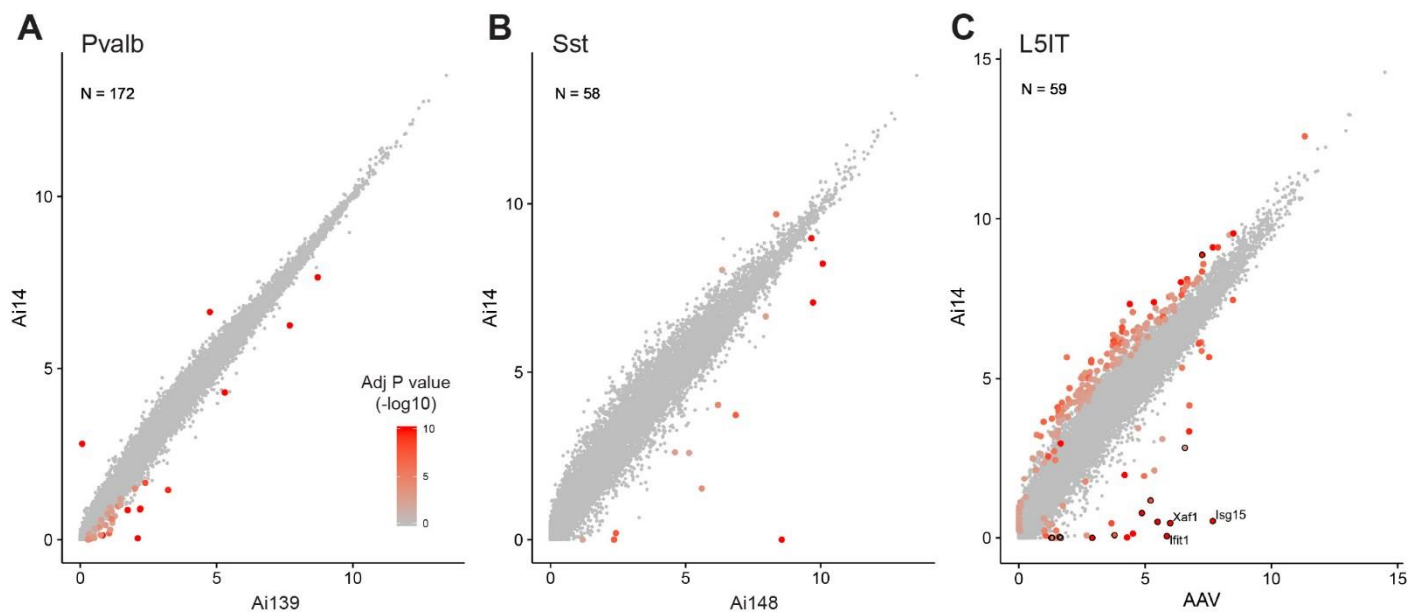 A
Pvalb
N = 172
10
5
0
0
5
10
Ai14
Ai139
Adj P value
(-log10)
10
5
0
B
Sst
N = 58
10
5
0
0
5
10
Ai14
Ai148
C
L5IT
15
N = 59
10
5
0
0
5
10
15
Ai14
AAV
Xaf1
Isg15
Ifit1